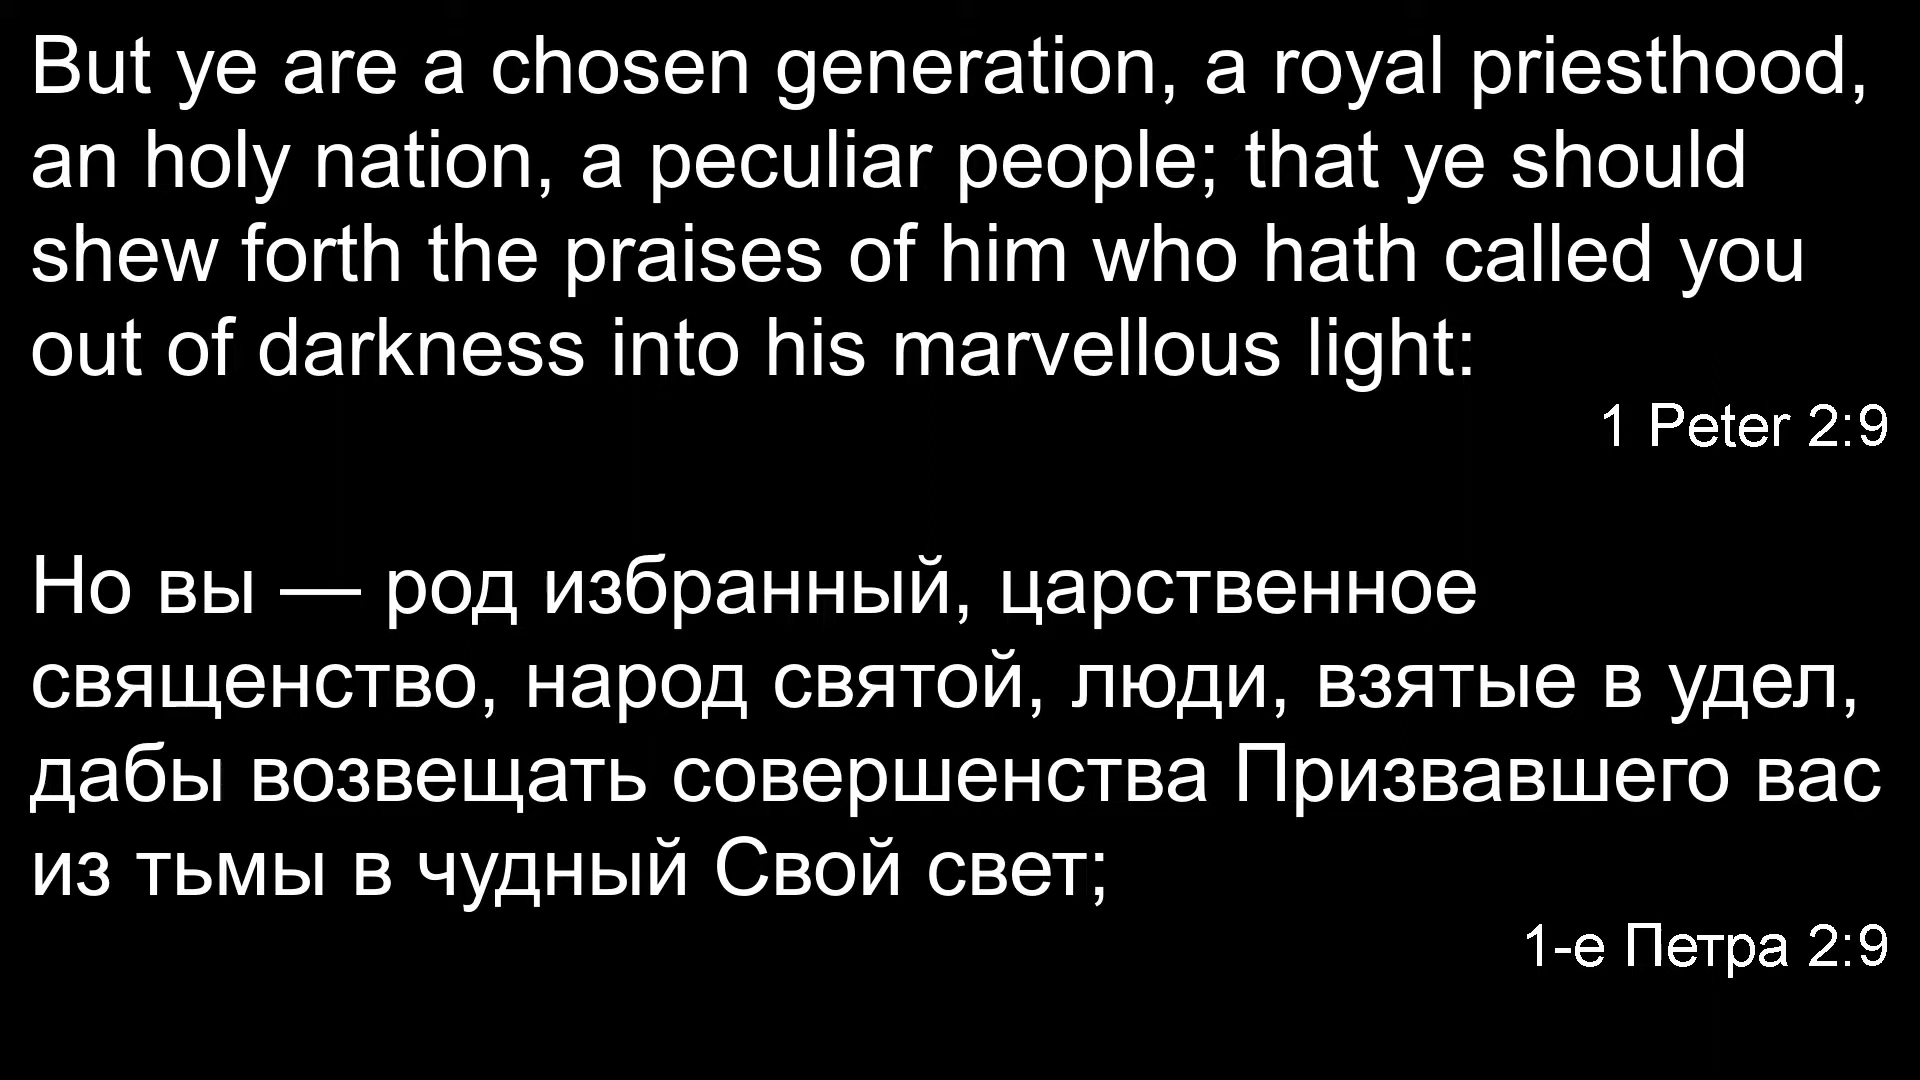 But ye are a chosen generation, a royal priesthood,
an holy nation, a peculiar people; that ye should
shew forth the praises of him who hath called you
out of darkness into his marvellous light:
1 Peter 2:9
Но вы — род избранный, царственное
священство, народ святой, люди, взятые в удел,
дабы возвещать совершенства Призвавшего вас
из тьмы в чудный Свой свет;
1-е Петра 2:9